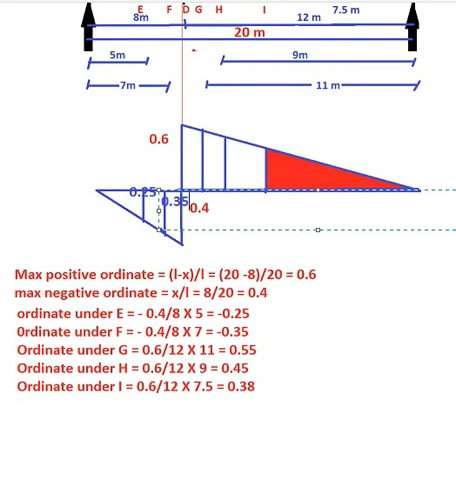 E F D G H I 7.5 m
8m 12 m
20 m
5m 9m
7m 11 m
0.6
0.25
0.35
0.4
Max positive ordinate = (l-x)/l = (20 -8)/20 = 0.6
max negative ordinate = x/l = 8/20 = 0.4
ordinate under E = - 0.4/8 X 5 = -0.25
0rdinate under F = - 0.4/8 X 7 = -0.35
Ordinate under G = 0.6/12 X 11 = 0.55
Ordinate under H = 0.6/12 X 9 = 0.45
Ordinate under I = 0.6/12 X 7.5 = 0.38